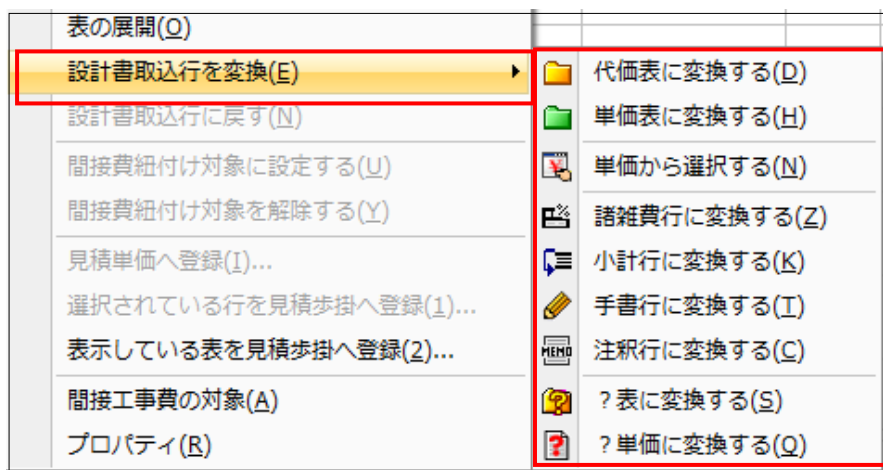 表の展開(O)
設計書取込行を変換(E)
設計書取込行に戻す(N)
間接費紐付け対象に設定する(U)
間接費紐付け対象を解除する(Y)
見積単価へ登録(I)...
選択されている行を見積歩掛へ登録(1)...
表示している表を見積歩掛へ登録(2)...
間接工事費の対象(A)
プロパティ(R)
代価表に変換する(D)
単価表に変換する(H)
単価から選択する(N)
諸雑費行に変換する(Z)
小計行に変換する(K)
手書行に変換する(T)
MEMO 注釈行に変換する(C)
？表に変換する(S)
？単価に変換する(Q)